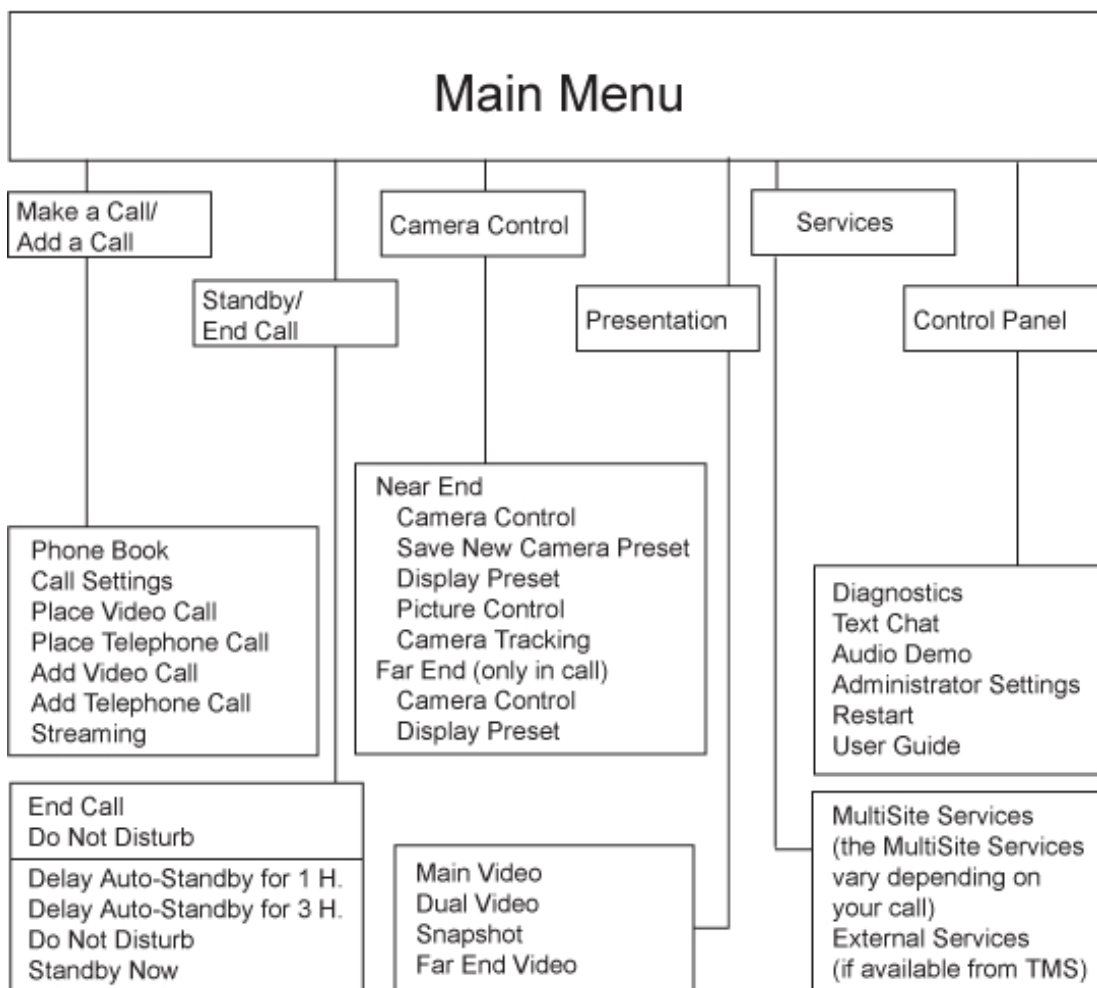 Main Menu
Make a Call/
Add a Call
Camera Control
Services
Standby/
End Call
Presentation
Control Panel
Near End
Camera Control
Save New Camera Preset
Display Preset
Picture Control
Camera Tracking
Far End (only in call)
Camera Control
Display Preset
Phone Book
Call Settings
Place Video Call
Place Telephone Call
Add Video Call
Add Telephone Call
Streaming
Diagnostics
Text Chat
Audio Demo
Administrator Settings
Restart
User Guide
End Call
Do Not Disturb
Delay Auto-Standby for 1 H.
Delay Auto-Standby for 3 H.
Do Not Disturb
Standby Now
Main Video
Dual Video
Snapshot
Far End Video
MultiSite Services
(the MultiSite Services
vary depending on
your call)
External Services
(if available from TMS)